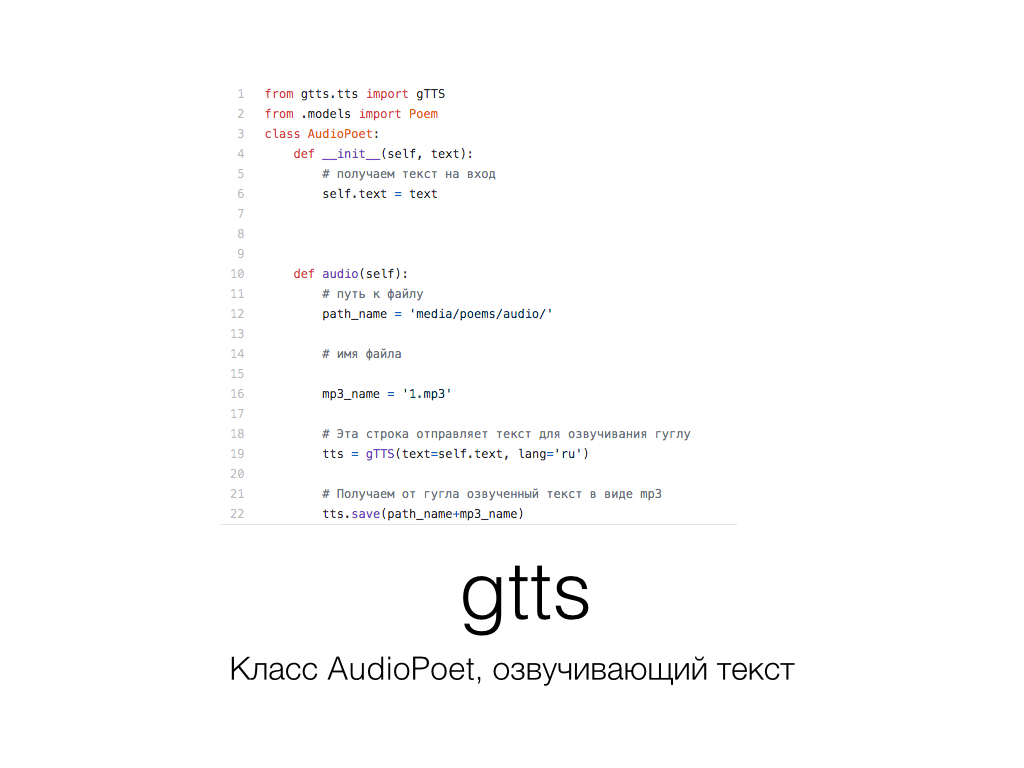 1 from gtts.tts import gTTS
2 from .models import Poem
3 class AudioPoet:
4     def __init__(self, text):
5         # получаем текст на вход
6         self.text = text
7
8
9
10     def audio(self):
11         # путь к файлу
12         path_name = 'media/poems/audio/'
13
14         # имя файла
15
16         mp3_name = '1.mp3'
17
18         # Эта строка отправляет текст для озвучивания гуглу
19         tts = gTTS(text=self.text, lang='ru')
20
21         # Получаем от гугла озвученный текст в виде mp3
22         tts.save(path_name+mp3_name)
gtts
Класс AudioPoet, озвучивающий текст